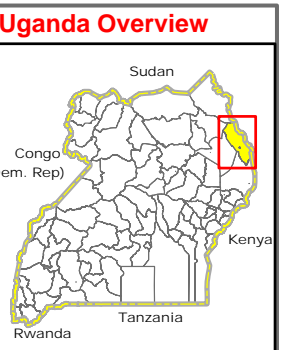 Uganda Overview
Sudan
Congo
em. Rep)
Kenya
Tanzania
Rwanda